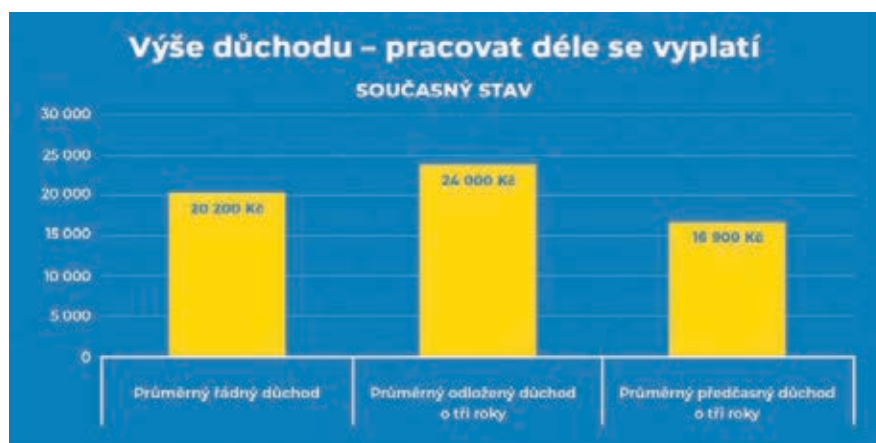 Výše důchodu – pracovat déle se vyplatí
SOUČASNÝ STAV
30 000
25 000
20 000
15 000
10 000
5 000
0
20 200 Kč
24 000 Kč
16 900 Kč
Průměrný řádný důchod
Průměrný odložený důchod
o tři roky
Průměrný předčasný důchod
o tři roky